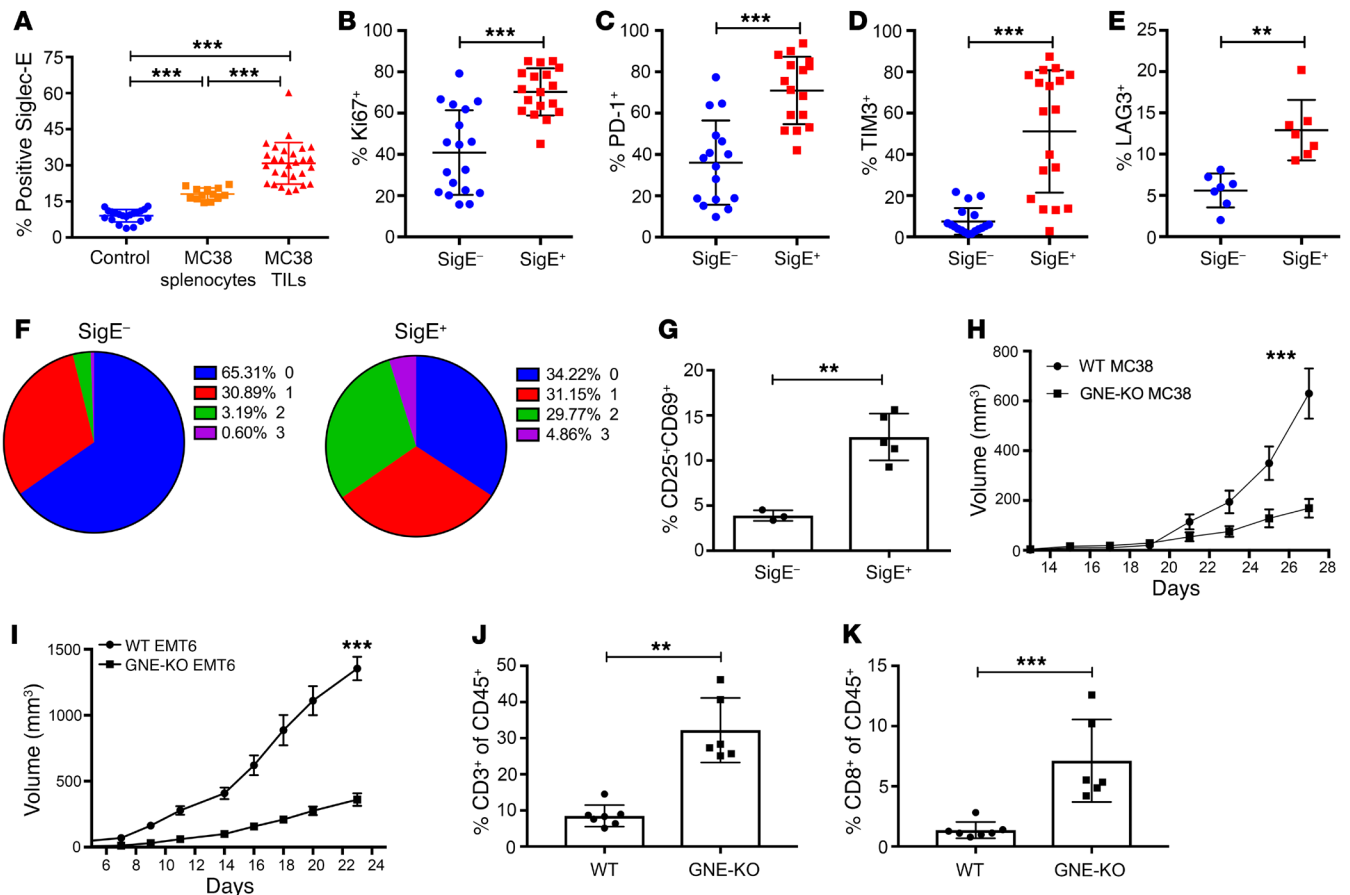 A
% Positive Siglec-E
75
60
45
30
15
0
***
***
***
Control
MC38
splenocytes
MC38
TILs
B
% Ki67⁺
100
80
60
40
20
0
***
SigE⁻
SigE⁺
C
% PD-1⁺
100
80
60
40
20
0
***
SigE⁻
SigE⁺
D
% TIM3⁺
100
80
60
40
20
0
***
SigE⁻
SigE⁺
E
% LAG3⁺
25
20
15
10
5
0
**
SigE⁻
SigE⁺
F
SigE⁻
65.31% 0
30.89% 1
3.19% 2
0.60% 3
SigE⁺
34.22% 0
31.15% 1
29.77% 2
4.86% 3
G
% CD25⁺CD69⁺
20
15
10
5
0
**
SigE⁻
SigE⁺
H
Volume (mm³)
800
600
400
200
0
WT MC38
GNE-KO MC38
***
14 16 18 20 22 24 26 28
Days
I
Volume (mm³)
1500
1000
500
0
WT EMT6
GNE-KO EMT6
***
6 8 10 12 14 16 18 20 22 24
Days
J
% CD3⁺ of CD45⁺
50
40
30
20
10
0
**
WT
GNE-KO
K
% CD8⁺ of CD45⁺
15
10
5
0
***
WT
GNE-KO